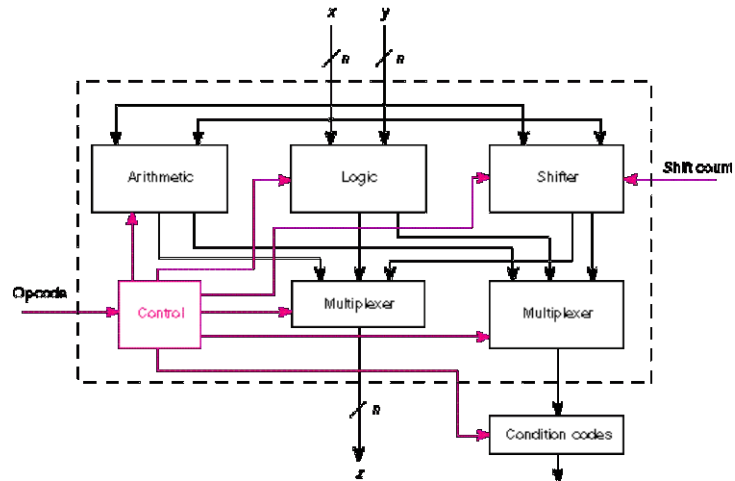 x y
n n
Arithmetic Logic Shifter Shift count
Opcode Control Multiplexer Multiplexer
n Condition codes
z